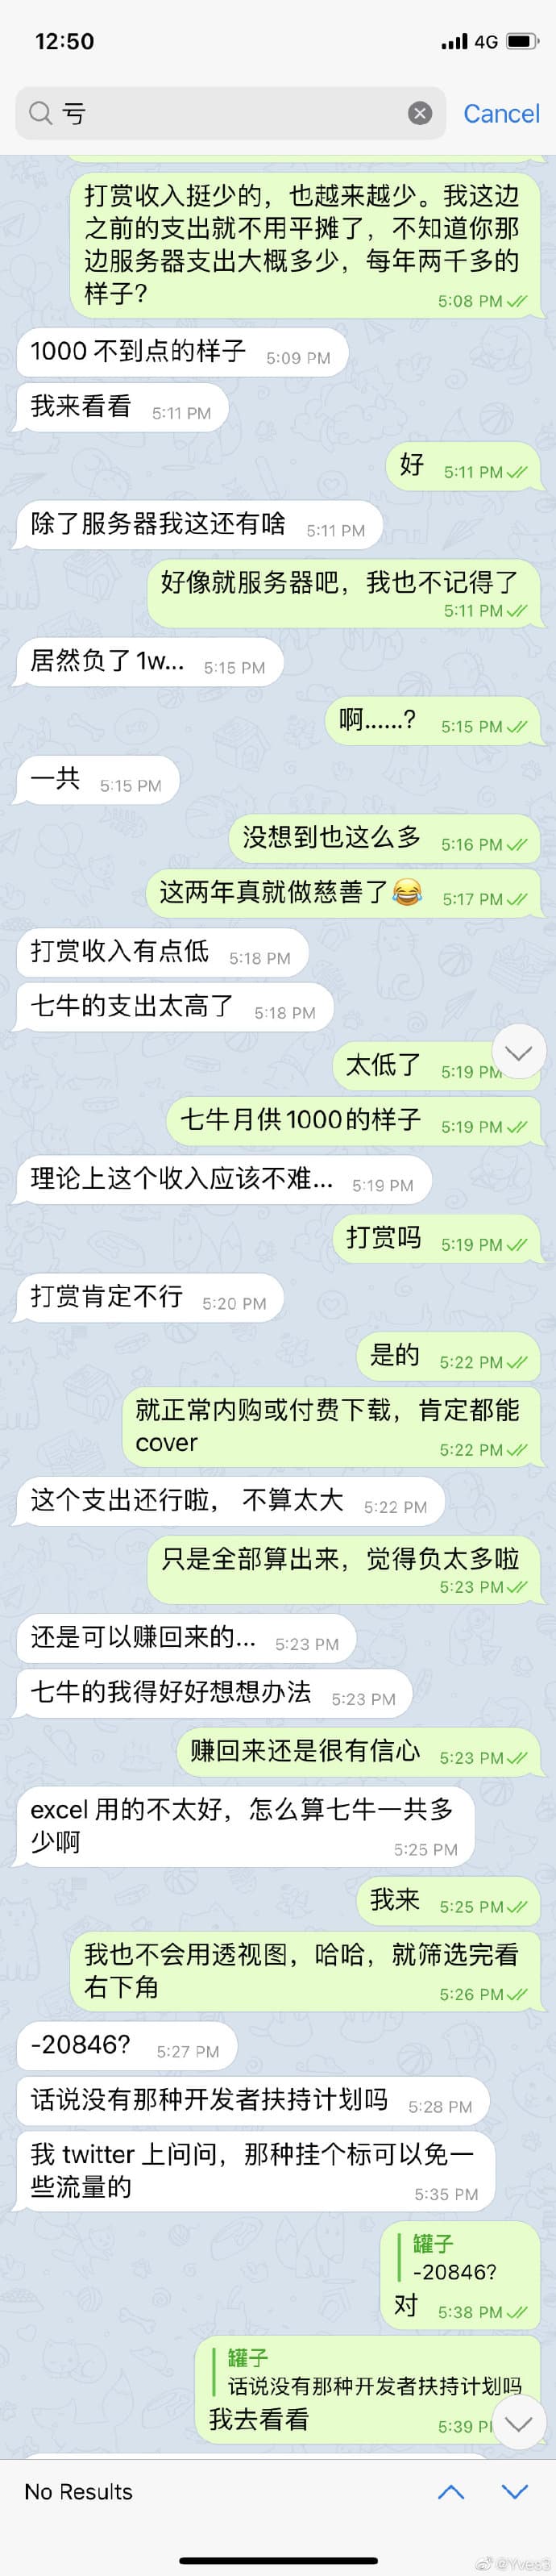 12:50
4G
亏
Cancel
打赏收入挺少的，也越来越少。我这边
之前的支出就不用平摊了，不知道你那
边服务器支出大概多少，每年两千多的
样子？
5:08 PM
1000 不到点的样子 5:09 PM
我来看看 5:11 PM
好 5:11 PM
除了服务器我这还有啥 5:11 PM
好像就服务器吧，我也不记得了
5:11 PM
居然负了 1w... 5:15 PM
啊......? 5:15 PM
一共 5:15 PM
没想到也这么多 5:16 PM
这两年真就做慈善了😂 5:17 PM
打赏收入有点低 5:18 PM
七牛的支出太高了 5:18 PM
太低了 5:19 PM
七牛月供1000的样子 5:19 PM
理论上这个收入应该不难... 5:19 PM
打赏吗 5:19 PM
打赏肯定不行 5:20 PM
是的 5:22 PM
就正常内购或付费下载，肯定都能
cover 5:22 PM
这个支出还行啦， 不算太大 5:22 PM
只是全部算出来，觉得负太多啦
5:23 PM
还是可以赚回来的... 5:23 PM
七牛的我得好好想想办法 5:23 PM
赚回来还是很有信心 5:23 PM
excel 用的不太好，怎么算七牛一共多
少啊 5:25 PM
我来 5:25 PM
我也不会用透视图，哈哈，就筛选完看
右下角 5:26 PM
-20846? 5:27 PM
话说没有那种开发者扶持计划吗 5:28 PM
我 twitter 上问问，那种挂个标可以免一
些流量的 5:35 PM
罐子
-20846?
对 5:38 PM
罐子
话说没有那种开发者扶持计划吗
我去看看 5:39 P
No Results
@Yves2